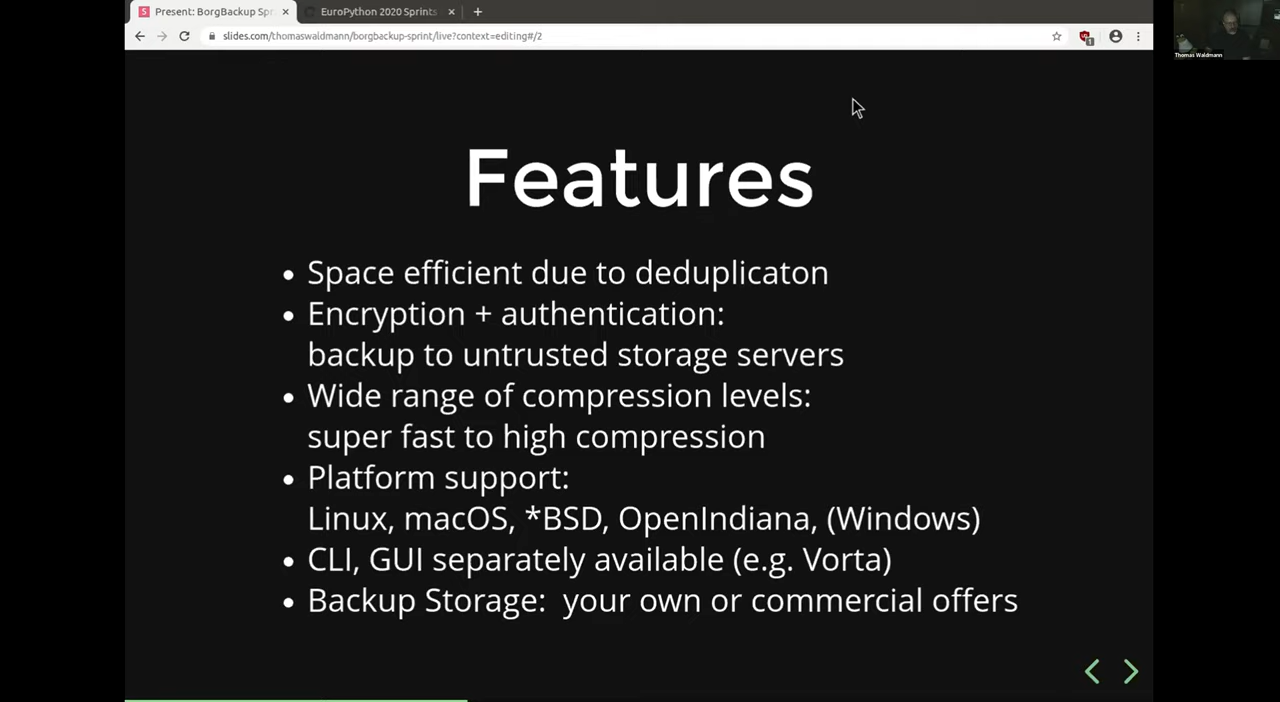 Present: BorgBackup Spr
EuroPython 2020 Sprints
slides.com/thomaswaldmann/borgbackup-sprint/live?context=editing#/2
1
Thomas Waldmann
Features
• Space efficient due to deduplicaton
• Encryption + authentication:
backup to untrusted storage servers
• Wide range of compression levels:
super fast to high compression
• Platform support:
Linux, macOS, *BSD, OpenIndiana, (Windows)
• CLI, GUI separately available (e.g. Vorta)
• Backup Storage:  your own or commercial offers